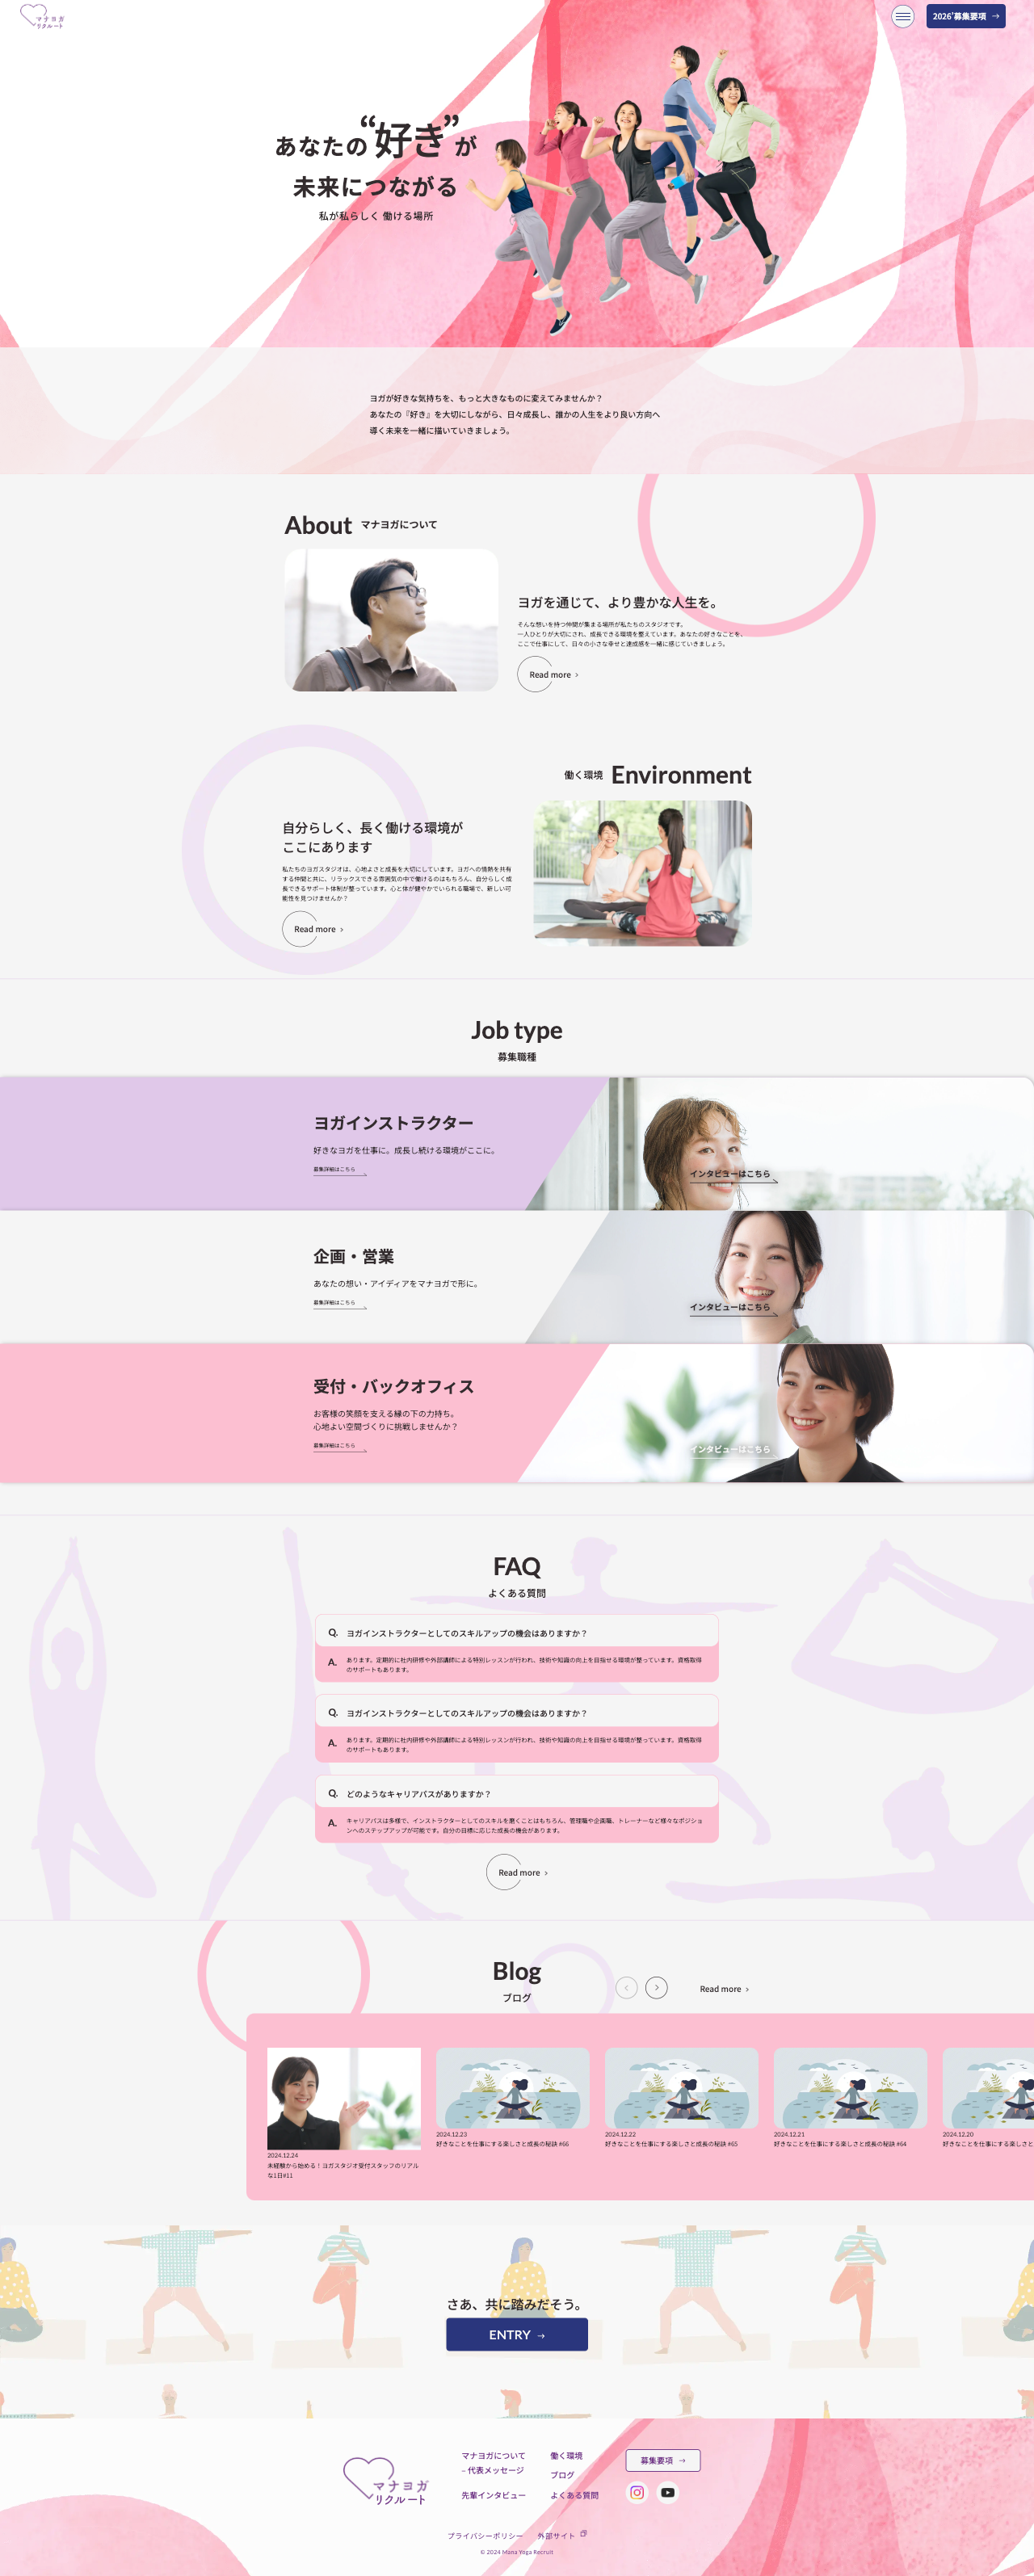 マナヨガ
リクルート
2026'募集要項
あなたの“好き”が
未来につながる
私が私らしく 働ける場所
ヨガが好きな気持ちを、もっと大きなものに変えてみませんか？
あなたの『好き』を大切にしながら、日々成長し、誰かの人生をより良い方向へ
導く未来を一緒に描いていきましょう。
About マナヨガについて
ヨガを通じて、より豊かな人生を。
そんな想いを持つ仲間が集まる場所が私たちのスタジオです。
一人ひとりが大切にされ、成長できる環境を整えています。あなたの好きなことを、
ここで仕事にして、日々の小さな幸せと達成感を一緒に感じていきましょう。
Read more
働く環境 Environment
自分らしく、長く働ける環境が
ここにあります
私たちのヨガスタジオは、心地よさと成長を大切にしています。ヨガへの情熱を共有
する仲間と共に、リラックスできる雰囲気の中で働けるのはもちろん、自分らしく成
長できるサポート体制が整っています。心と体が健やかでいられる職場で、新しい可
能性を見つけませんか？
Read more
Job type
募集職種
ヨガインストラクター
好きなヨガを仕事に。成長し続ける環境がここに。
募集詳細はこちら
インタビューはこちら
企画・営業
あなたの想い・アイディアをマナヨガで形に。
募集詳細はこちら
インタビューはこちら
受付・バックオフィス
お客様の笑顔を支える縁の下の力持ち。
心地よい空間づくりに挑戦しませんか？
募集詳細はこちら
インタビューはこちら
FAQ
よくある質問
Q. ヨガインストラクターとしてのスキルアップの機会はありますか？
A. あります。定期的に社内研修や外部講師による特別レッスンが行われ、技術や知識の向上を目指せる環境が整っています。資格取得
のサポートもあります。
Q. ヨガインストラクターとしてのスキルアップの機会はありますか？
A. あります。定期的に社内研修や外部講師による特別レッスンが行われ、技術や知識の向上を目指せる環境が整っています。資格取得
のサポートもあります。
Q. どのようなキャリアパスがありますか？
A. キャリアパスは多様で、インストラクターとしてのスキルを磨くことはもちろん、管理職や企画職、トレーナーなど様々なポジショ
ンへのステップアップが可能です。自分の目標に応じた成長の機会があります。
Read more
Blog
ブログ
Read more
2024.12.24
未経験から始める！ヨガスタジオ受付スタッフのリアル
な1日#11
2024.12.23
好きなことを仕事にする楽しさと成長の秘訣 #66
2024.12.22
好きなことを仕事にする楽しさと成長の秘訣 #65
2024.12.21
好きなことを仕事にする楽しさと成長の秘訣 #64
2024.12.20
好きなことを仕事にする楽しさと
さあ、共に踏みだそう。
ENTRY
マナヨガ
リクルート
マナヨガについて
– 代表メッセージ
先輩インタビュー
働く環境
ブログ
よくある質問
募集要項
プライバシーポリシー 外部サイト
© 2024 Mana Yoga Recruit